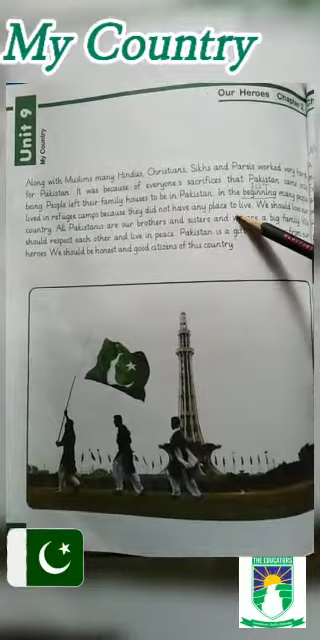 My Country
Our Heroes Chapter 2
Unit 9
My Country
Along with Muslims many Hindus, Christians, Sikhs and Parsis worked very
for Pakistan. It was because of everyone's sacrifices that Pakistan came
being. People left their family houses to be in Pakistan. In the beginning many people
lived in refugee camps because they did not have any place to live. We should love our
country. All Pakistanis are our brothers and sisters and we are a big family. We
should respect each other and live in peace. Pakistan is a from our
heroes. We should be honest and good citizens of this country.
THE EDUCATORS